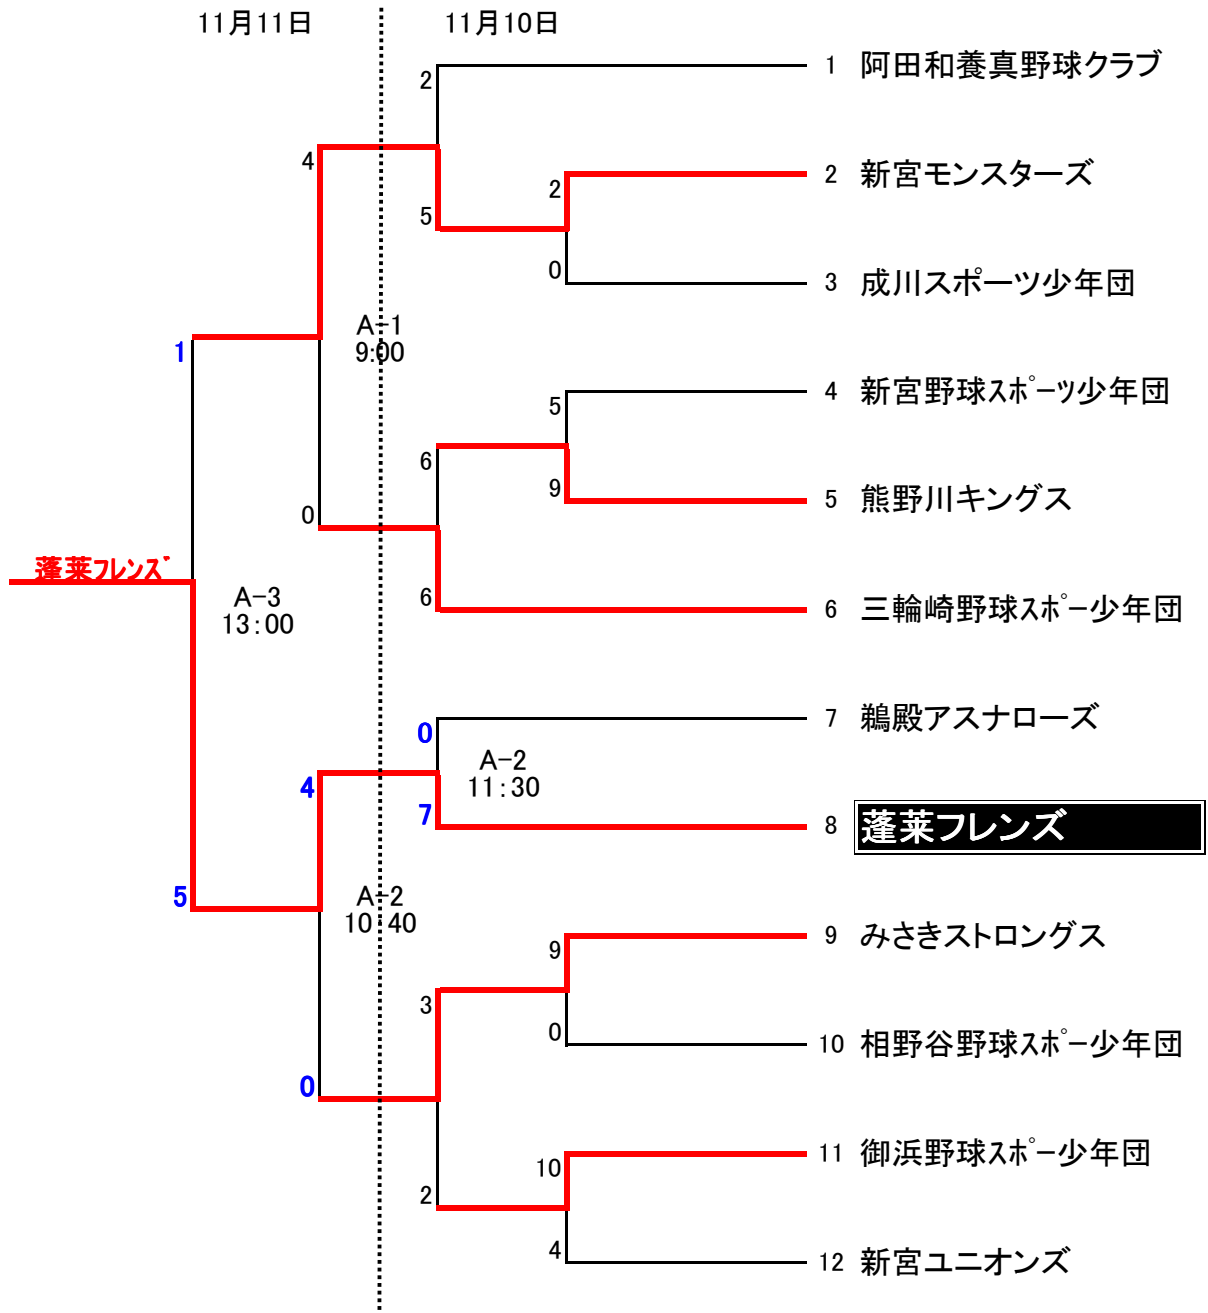 11月11日
11月10日
2
1 阿田和養真野球クラブ
4
2
2 新宮モンスターズ
5
0
3 成川スポーツ少年団
A-1
9:00
1
5
4 新宮野球ｽﾎﾟｰﾂ少年団
6
9
5 熊野川キングス
0
蓬莱ﾌﾚﾝｽﾞ
A-3
13:00
6
6 三輪崎野球ｽﾎﾟｰ少年団
0
7 鵜殿アスナローズ
A-2
11:30
4
7
8 蓬莱フレンズ
5
A-2
10:40
9
9 みさきストロングス
3
0
10 相野谷野球ｽﾎﾟｰ少年団
0
10
11 御浜野球ｽﾎﾟｰ少年団
2
4
12 新宮ユニオンズ